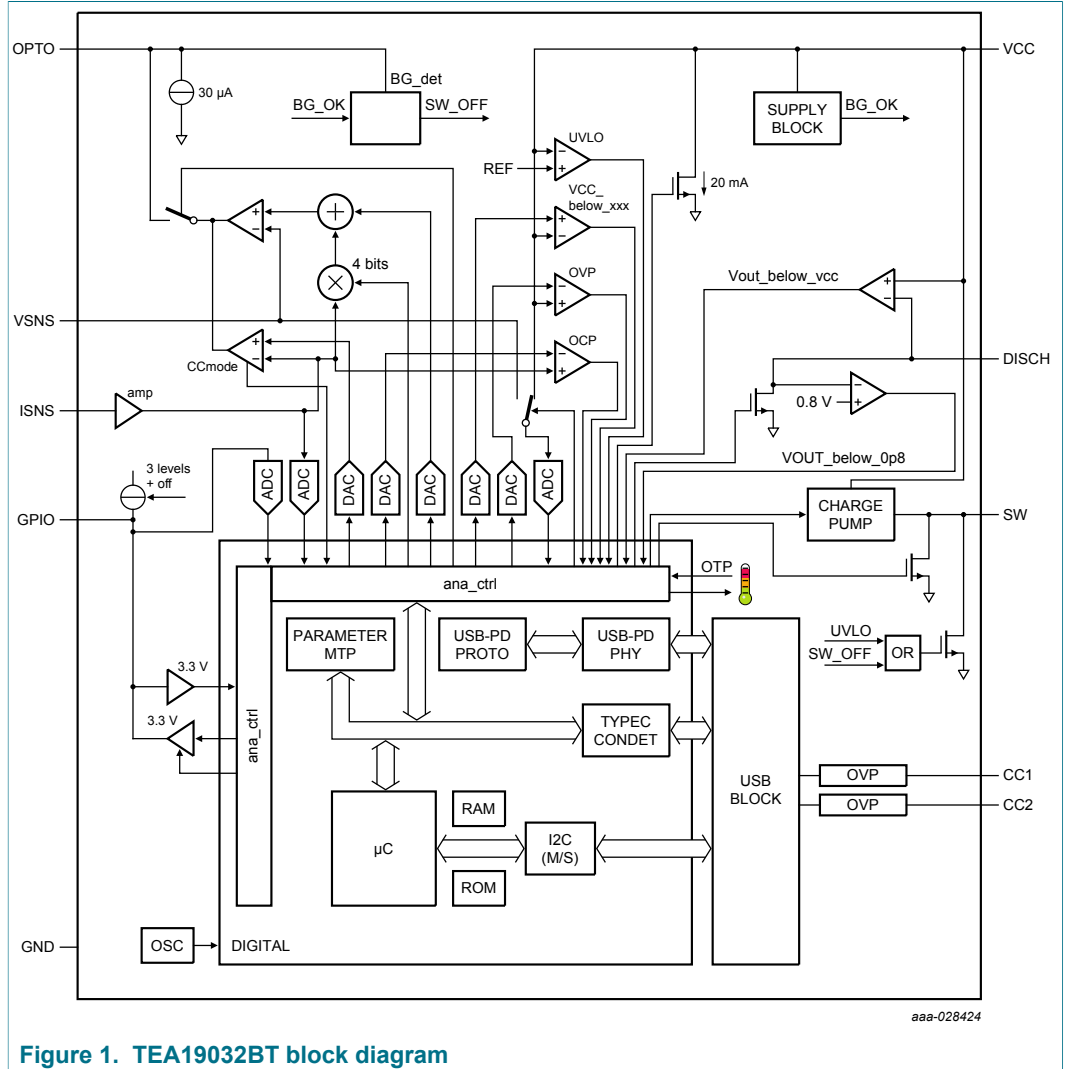 OPTO
VCC
30 µA
BG_det
BG_OK
SW_OFF
SUPPLY
BLOCK
BG_OK
UVLO
REF
20 mA
VCC_
below_xxx
+
4 bits
×
Vout_below_vcc
OVP
VSNS
OCP
CCmode
DISCH
ISNS
amp
0.8 V
VOUT_below_0p8
3 levels
+ off
ADC
ADC
DAC
DAC
DAC
DAC
DAC
ADC
GPIO
CHARGE
PUMP
SW
ana_ctrl
OTP
PARAMETER
MTP
USB-PD
PROTO
USB-PD
PHY
UVLO
SW_OFF
OR
3.3 V
3.3 V
ana_ctrl
TYPEC
CONDET
USB
BLOCK
OVP
CC1
OVP
CC2
µC
RAM
ROM
I2C
(M/S)
GND
OSC
DIGITAL
aaa-028424
Figure 1. TEA19032BT block diagram